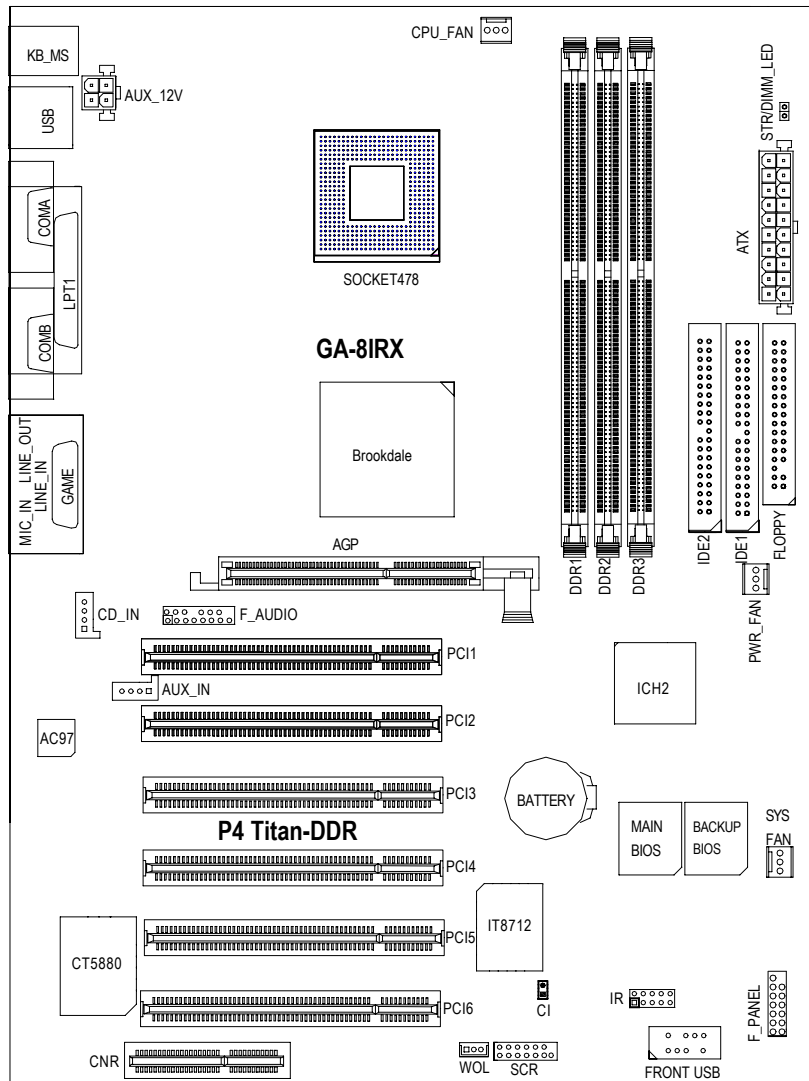 CPU_FAN
KB_MS
AUX_12V
USB
STR/DIMM_LED
COMA
LPT1
COMB
ATX
SOCKET478
GA-8IRX
Brookdale
MIC_IN LINE_OUT
LINE_IN
GAME
AGP
DDR1
DDR2
DDR3
IDE2
IDE1
FLOPPY
PWR_FAN
CD_IN
F_AUDIO
PCI1
AUX_IN
ICH2
PCI2
AC97
PCI3
BATTERY
P4 Titan-DDR
MAIN
BIOS
BACKUP
BIOS
SYS
FAN
PCI4
IT8712
PCI5
CT5880
PCI6
CI
IR
F_PANEL
CNR
WOL
SCR
FRONT USB